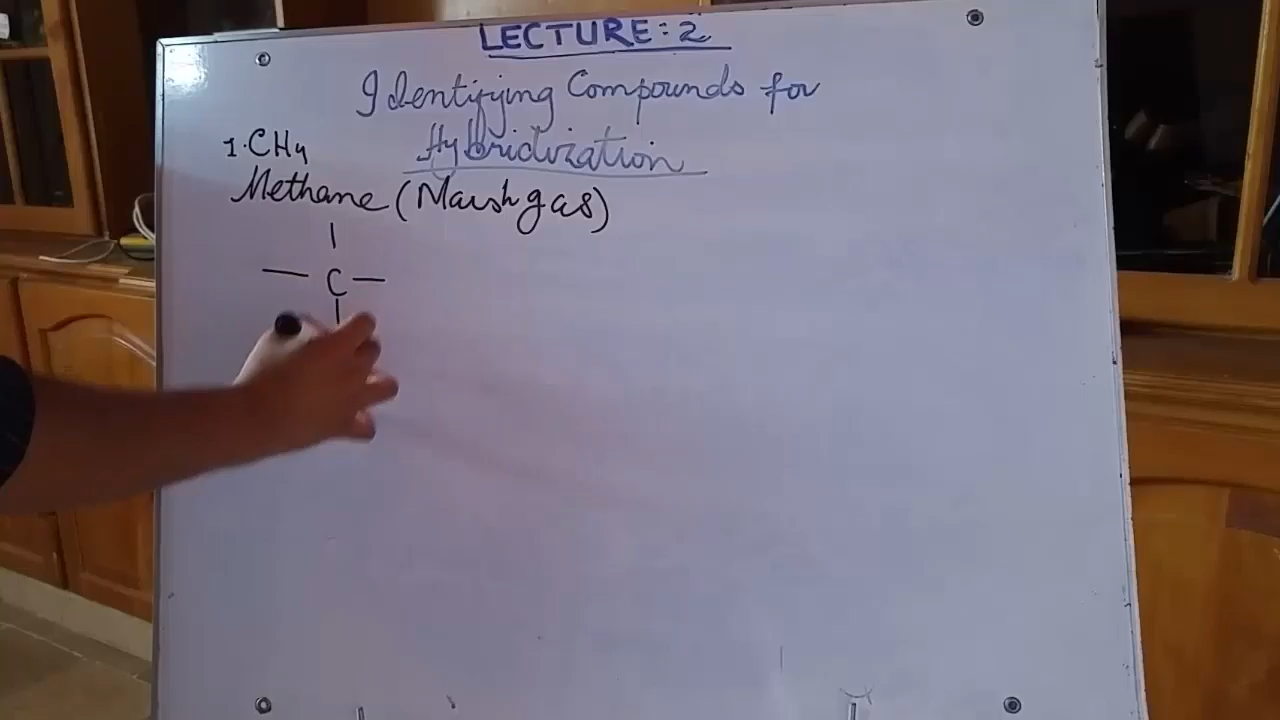 LECTURE: 2
Identifying Compounds for
Hybridization
1. CH4
Methane (Marsh gas)
C